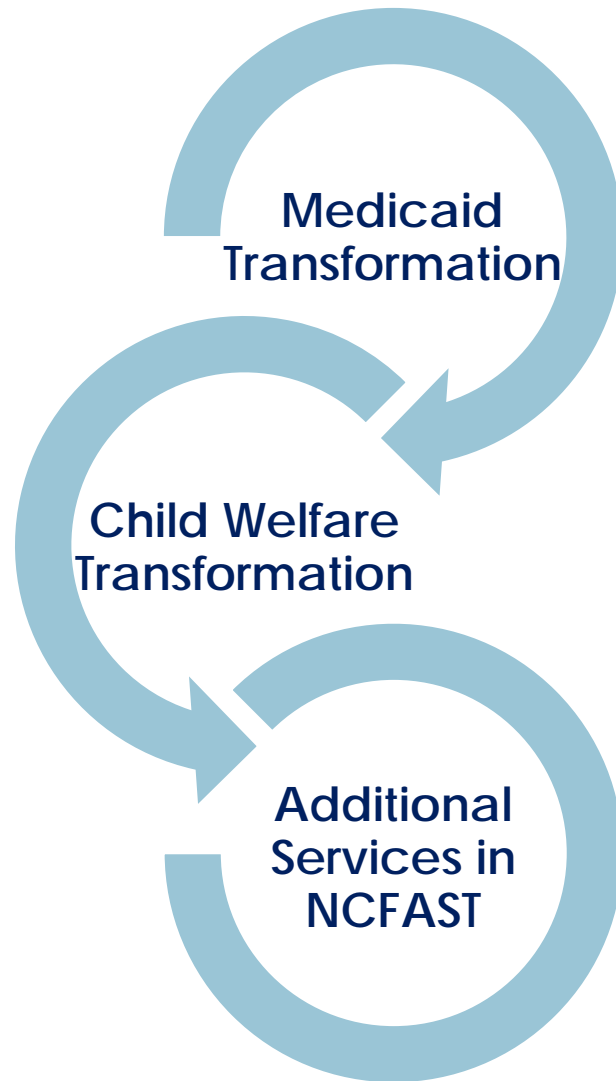 Medicaid
Transformation
Child Welfare
Transformation
Additional
Services in
NCFAST